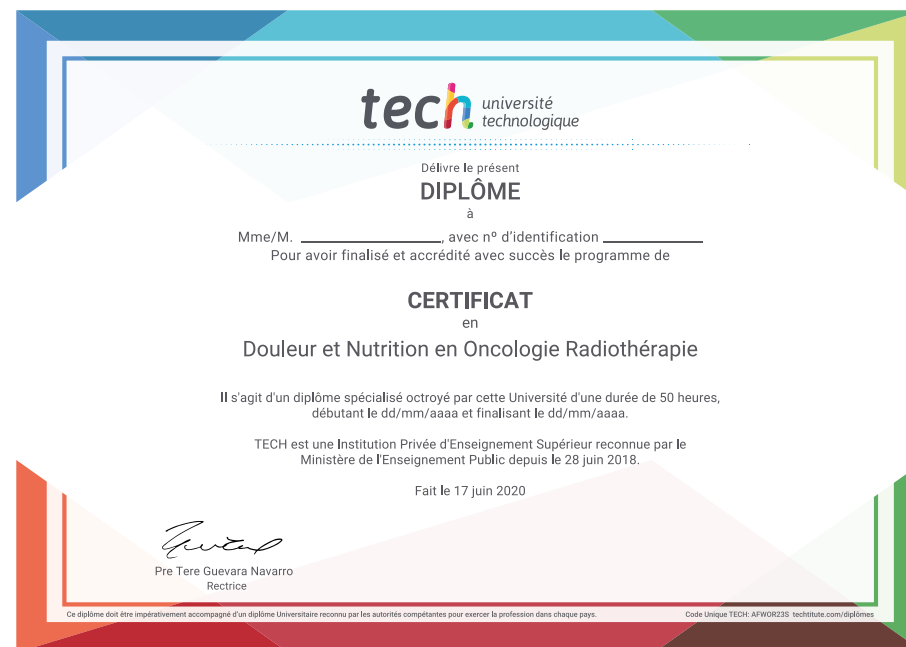 tech université
technologique
Délivre le présent
DIPLÔME
à
Mme/M. ____________________, avec nº d'identification ______________
Pour avoir finalisé et accrédité avec succès le programme de
CERTIFICAT
en
Douleur et Nutrition en Oncologie Radiothérapie
Il s'agit d'un diplôme spécialisé octroyé par cette Université d'une durée de 50 heures,
débutant le dd/mm/aaaa et finalisant le dd/mm/aaaa.
TECH est une Institution Privée d'Enseignement Supérieur reconnue par le
Ministère de l'Enseignement Public depuis le 28 juin 2018.
Fait le 17 juin 2020
Pre Tere Guevara Navarro
Rectrice
Ce diplôme doit être impérativement accompagné d'un diplôme Universitaire reconnu par les autorités compétantes pour exercer la profession dans chaque pays.
Code Unique TECH: AFWOR23S techtitute.com/diplômes